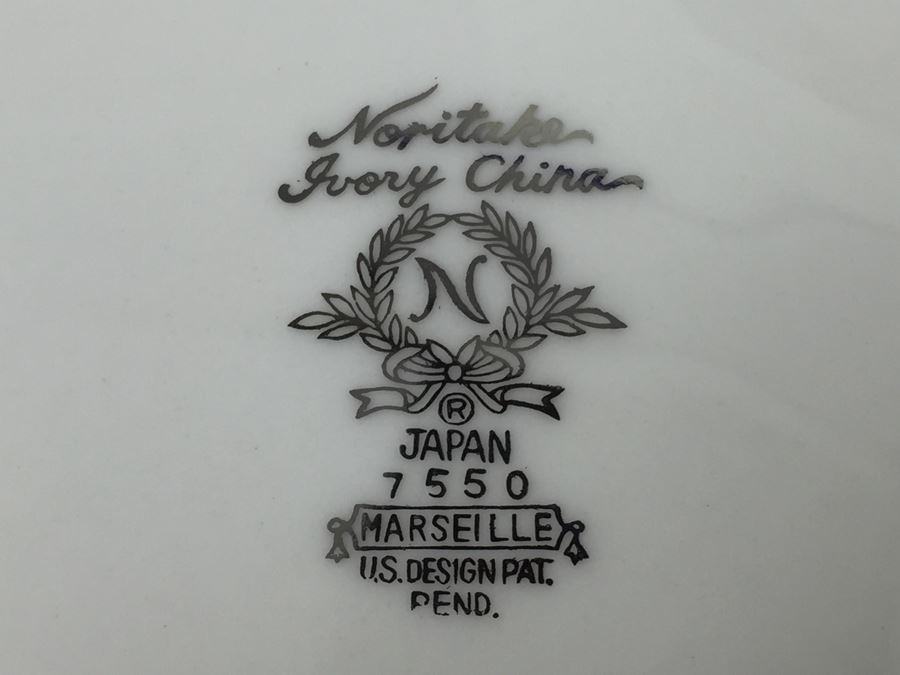 Noritake
Ivory China
N
®
JAPAN
7550
MARSEILLE
U.S. DESIGN PAT.
PEND.